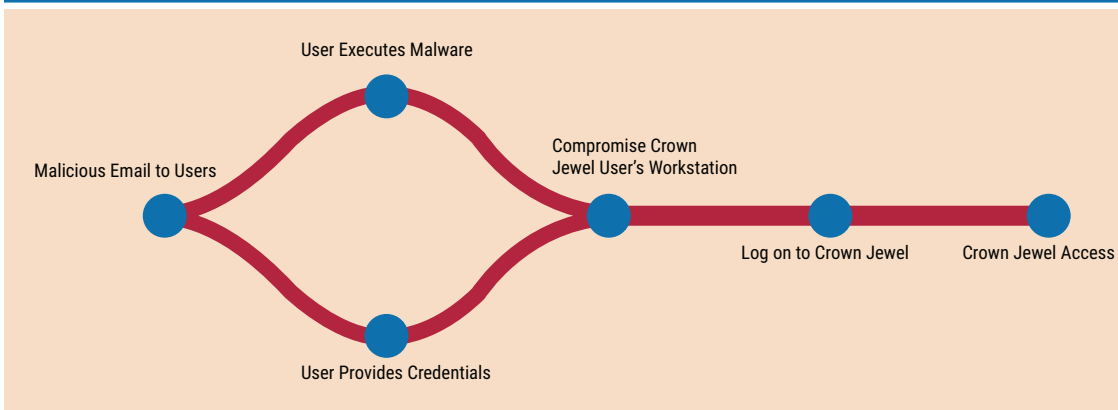 User Executes Malware
Malicious Email to Users
Compromise Crown
Jewel User's Workstation
Log on to Crown Jewel
Crown Jewel Access
User Provides Credentials